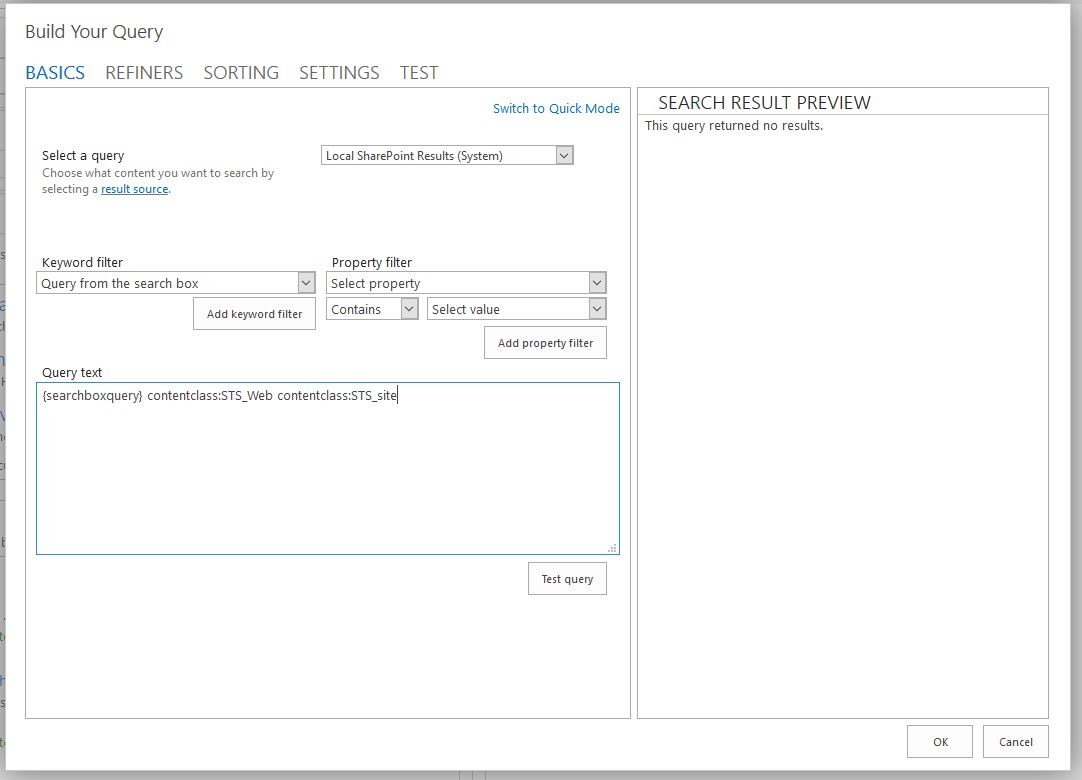 Build Your Query
BASICS REFINERS SORTING SETTINGS TEST
Switch to Quick Mode
Select a query
Local SharePoint Results (System)
Choose what content you want to search by
selecting a result source.
Keyword filter
Property filter
Query from the search box
Select property
Add keyword filter
Contains
Select value
Add property filter
Query text
{searchboxquery} contentclass:STS_Web contentclass:STS_site
Test query
SEARCH RESULT PREVIEW
This query returned no results.
OK
Cancel